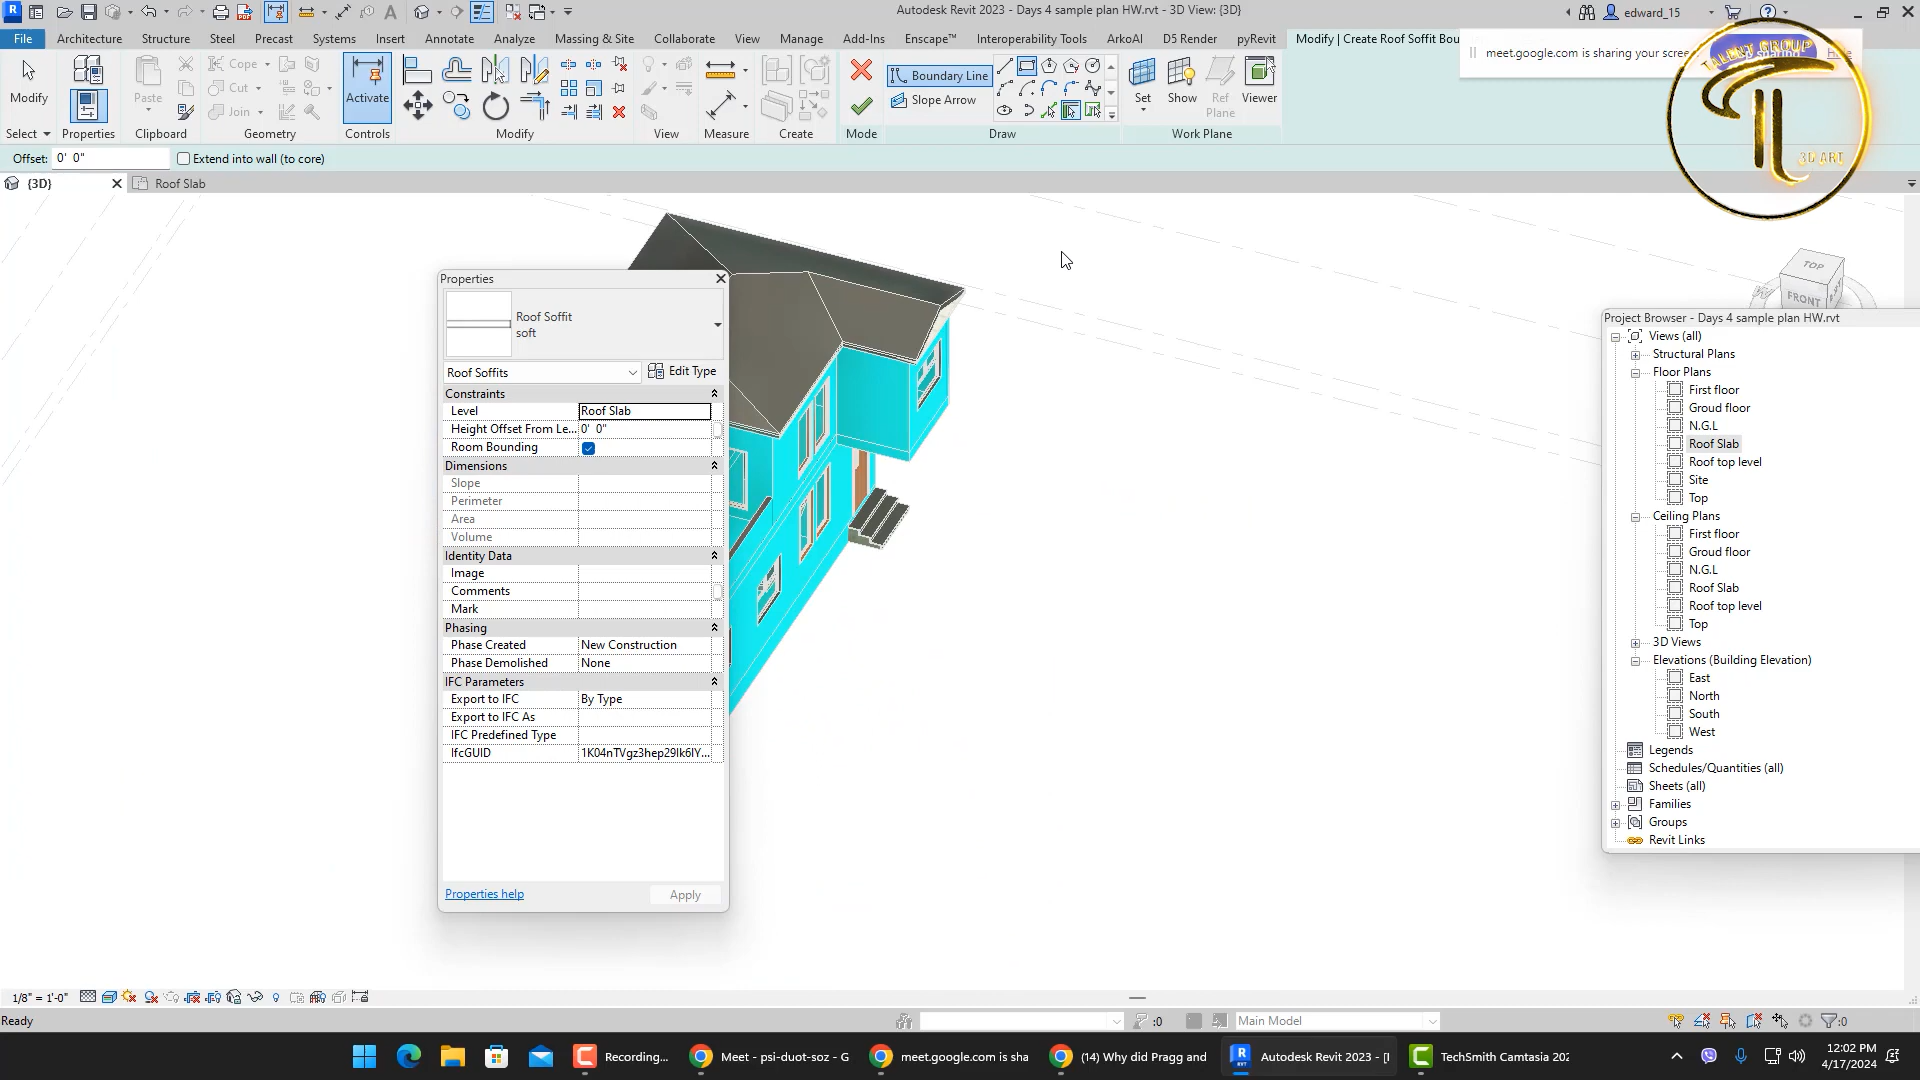 Autodesk Revit 2023 - Days 4 sample plan HW.rvt - 3D View: {3D}
edward_15
File Architecture Structure Steel Precast Systems Insert Annotate Analyze Massing & Site Collaborate View Manage Add-Ins Enscape™ Interoperability Tools ArkoAI D5 Render pyRevit Modify | Create Roof Soffit Bou
meet.google.com is sharing your scree
TALENT GROUP
3D ART
Modify
Paste
Cope
Cut
Join
Activate
Boundary Line
Slope Arrow
Set
Show
Ref
Plane
Viewer
Select Properties Clipboard Geometry Controls Modify View Measure Create Mode Draw Work Plane
Offset: 0' 0" Extend into wall (to core)
{3D} Roof Slab
TOP
FRONT
Properties
Roof Soffit
soft
Roof Soffits Edit Type
Constraints
Level Roof Slab
Height Offset From Le... 0' 0"
Room Bounding
Dimensions
Slope
Perimeter
Area
Volume
Identity Data
Image
Comments
Mark
Phasing
Phase Created New Construction
Phase Demolished None
IFC Parameters
Export to IFC By Type
Export to IFC As
IFC Predefined Type
IfcGUID 1K04nTVgz3hep29lk6lY...
Properties help Apply
Project Browser - Days 4 sample plan HW.rvt
Views (all)
Structural Plans
Floor Plans
First floor
Groud floor
N.G.L
Roof Slab
Roof top level
Site
Top
Ceiling Plans
First floor
Groud floor
N.G.L
Roof Slab
Roof top level
Top
3D Views
Elevations (Building Elevation)
East
North
South
West
Legends
Schedules/Quantities (all)
Sheets (all)
Families
Groups
Revit Links
1/8" = 1'-0"
Ready :0 Main Model :0
Recording... Meet - psi-duot-soz - G meet.google.com is sha (14) Why did Pragg and Autodesk Revit 2023 - [ TechSmith Camtasia 202
12:02 PM
4/17/2024